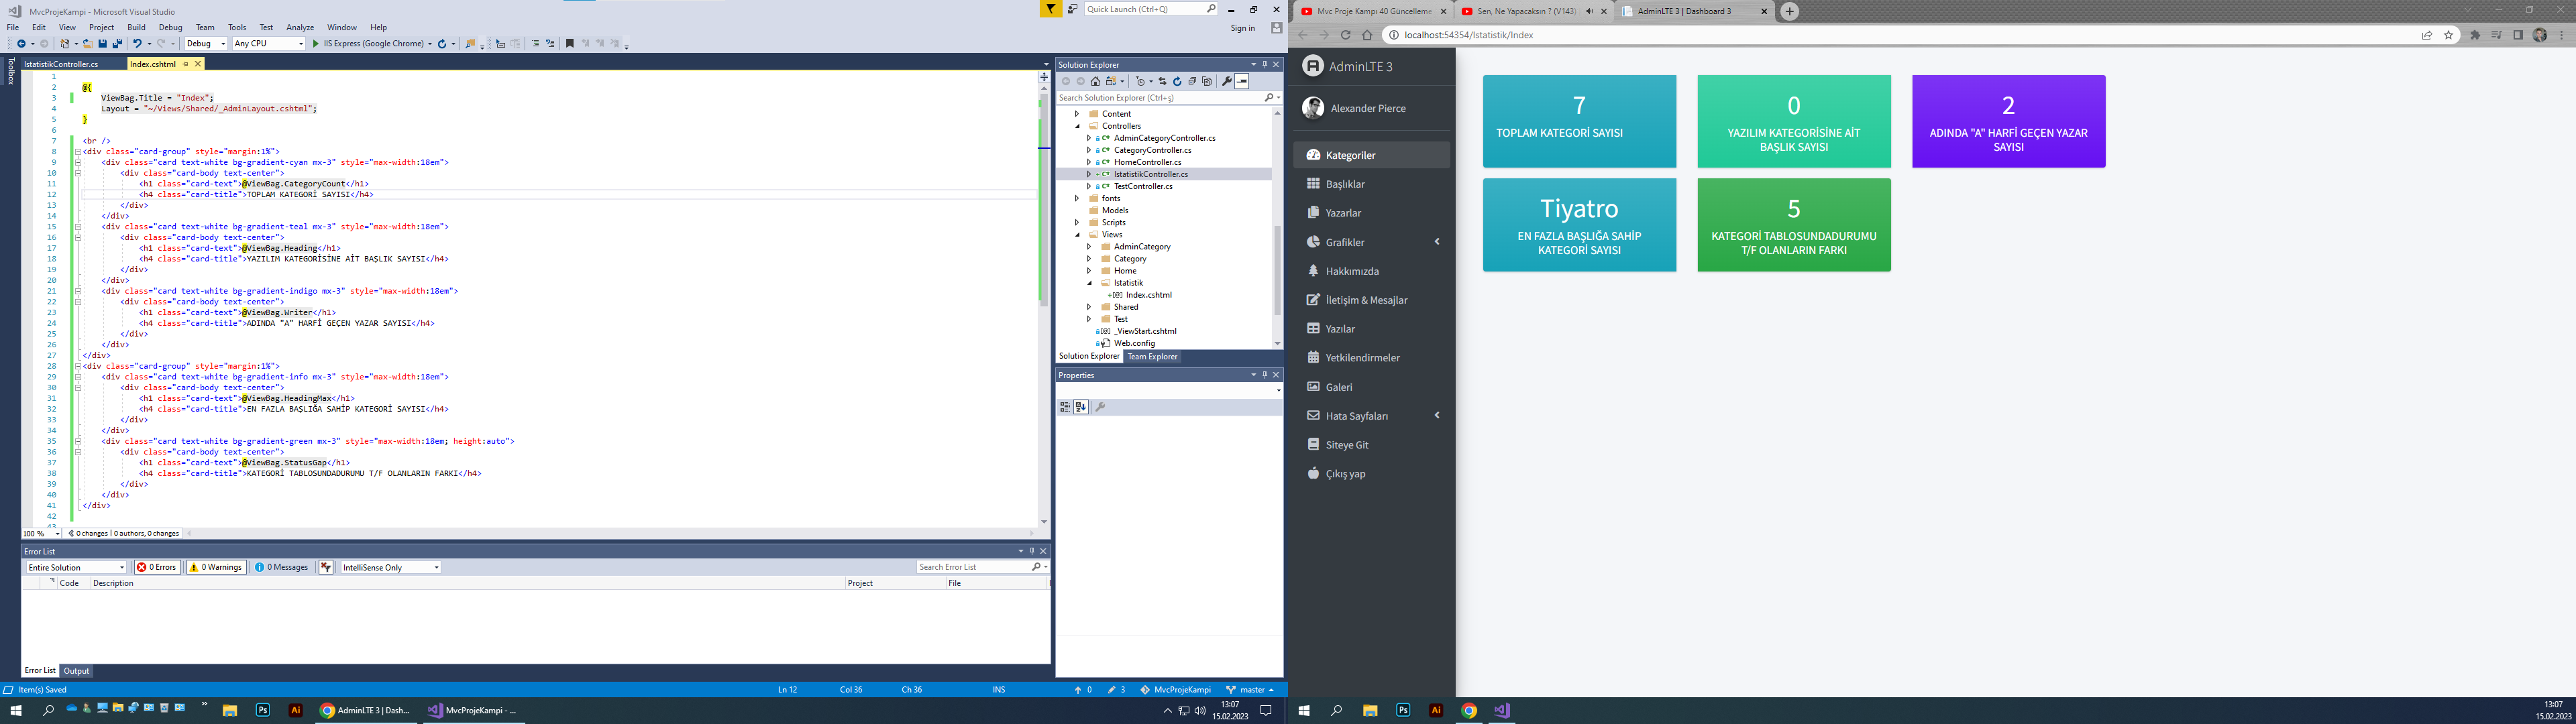 MvcProjeKampi - Microsoft Visual Studio
Quick Launch (Ctrl+Q)
File Edit View Project Build Debug Team Tools Test Analyze Window Help
Sign in
Debug Any CPU IIS Express (Google Chrome)
Toolbox
IstatistikController.cs Index.cshtml
1
2 @{
3 ViewBag.Title = "Index";
4 Layout = "~/Views/Shared/_AdminLayout.cshtml";
5 }
6
7 <br />
8 <div class="card-group" style="margin:1%">
9 <div class="card text-white bg-gradient-cyan mx-3" style="max-width:18em">
10 <div class="card-body text-center">
11 <h1 class="card-text">@ViewBag.CategoryCount</h1>
12 <h4 class="card-title">TOPLAM KATEGORİ SAYISI</h4>
13 </div>
14 </div>
15 <div class="card text-white bg-gradient-teal mx-3" style="max-width:18em">
16 <div class="card-body text-center">
17 <h1 class="card-text">@ViewBag.Heading</h1>
18 <h4 class="card-title">YAZILIM KATEGORİSİNE AİT BAŞLIK SAYISI</h4>
19 </div>
20 </div>
21 <div class="card text-white bg-gradient-indigo mx-3" style="max-width:18em">
22 <div class="card-body text-center">
23 <h1 class="card-text">@ViewBag.Writer</h1>
24 <h4 class="card-title">ADINDA "A" HARFİ GEÇEN YAZAR SAYISI</h4>
25 </div>
26 </div>
27 </div>
28 <div class="card-group" style="margin:1%">
29 <div class="card text-white bg-gradient-info mx-3" style="max-width:18em">
30 <div class="card-body text-center">
31 <h1 class="card-text">@ViewBag.HeadingMax</h1>
32 <h4 class="card-title">EN FAZLA BAŞLIĞA SAHİP KATEGORİ SAYISI</h4>
33 </div>
34 </div>
35 <div class="card text-white bg-gradient-green mx-3" style="max-width:18em; height:auto">
36 <div class="card-body text-center">
37 <h1 class="card-text">@ViewBag.StatusGap</h1>
38 <h4 class="card-title">KATEGORİ TABLOSUNDADURUMU T/F OLANLARIN FARKI</h4>
39 </div>
40 </div>
41 </div>
42
43
100 % 0 changes | 0 authors, 0 changes
Error List
Entire Solution 0 Errors 0 Warnings 0 Messages IntelliSense Only Search Error List
Code Description Project File
Error List Output
Solution Explorer
Search Solution Explorer (Ctrl+ş)
Content
Controllers
AdminCategoryController.cs
CategoryController.cs
HomeController.cs
IstatistikController.cs
TestController.cs
fonts
Models
Scripts
Views
AdminCategory
Category
Home
Istatistik
Index.cshtml
Shared
Test
_ViewStart.cshtml
Web.config
Solution Explorer Team Explorer
Properties
Item(s) Saved Ln 12 Col 36 Ch 36 INS 0 3 MvcProjeKampi master
Ps Ai AdminLTE 3 | Dash... MvcProjeKampi - ... 13:07
15.02.2023
Mvc Proje Kampı 40 Güncelleme Sen, Ne Yapacaksın ? (V143) AdminLTE 3 | Dashboard 3
localhost:54354/Istatistik/Index
AdminLTE 3
Alexander Pierce
Kategoriler
Başlıklar
Yazarlar
Grafikler
Hakkımızda
İletişim & Mesajlar
Yazılar
Yetkilendirmeler
Galeri
Hata Sayfaları
Siteye Git
Çıkış yap
7
TOPLAM KATEGORİ SAYISI
0
YAZILIM KATEGORİSİNE AİT
BAŞLIK SAYISI
2
ADINDA "A" HARFİ GEÇEN YAZAR
SAYISI
Tiyatro
EN FAZLA BAŞLIĞA SAHİP
KATEGORİ SAYISI
5
KATEGORİ TABLOSUNDADURUMU
T/F OLANLARIN FARKI
Ps Ai 13:07
15.02.2023